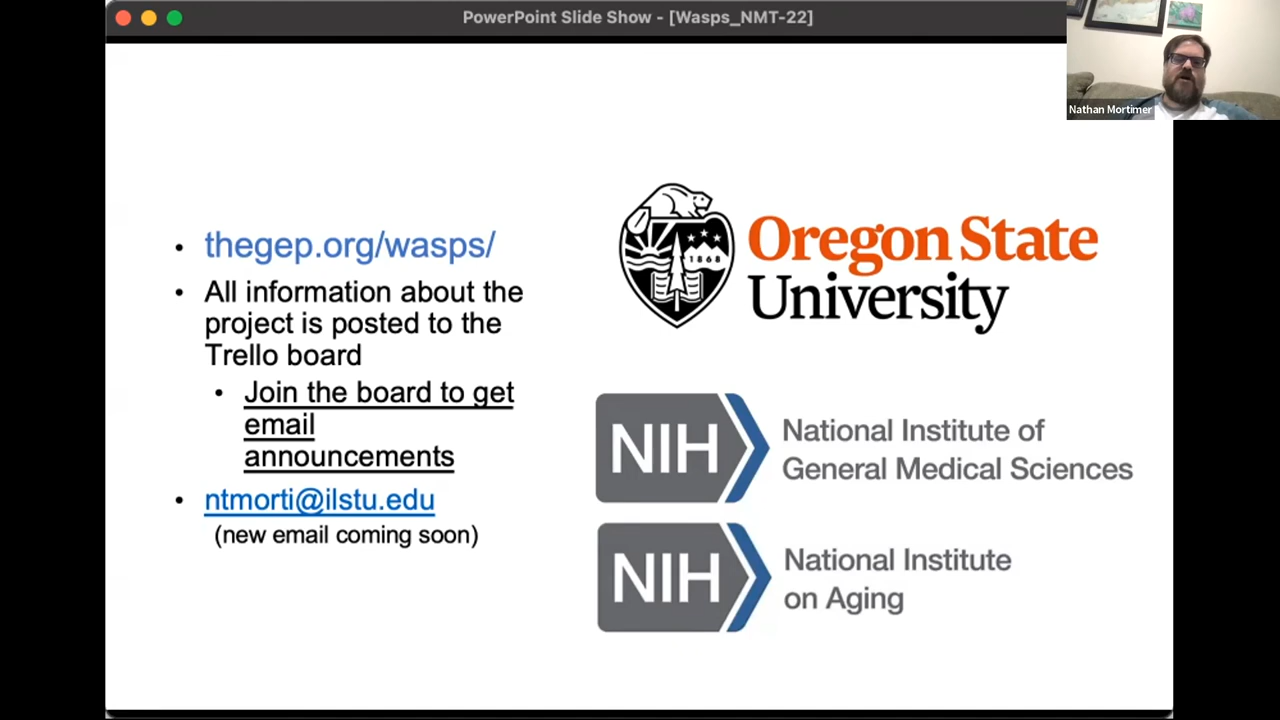 PowerPoint Slide Show - [Wasps_NMT-22]
Nathan Mortimer
• thegep.org/wasps/
• All information about the
project is posted to the
Trello board
• Join the board to get
email
announcements
• ntmorti@ilstu.edu
(new email coming soon)
1868
Oregon State
University
NIH
National Institute of
General Medical Sciences
NIH
National Institute
on Aging